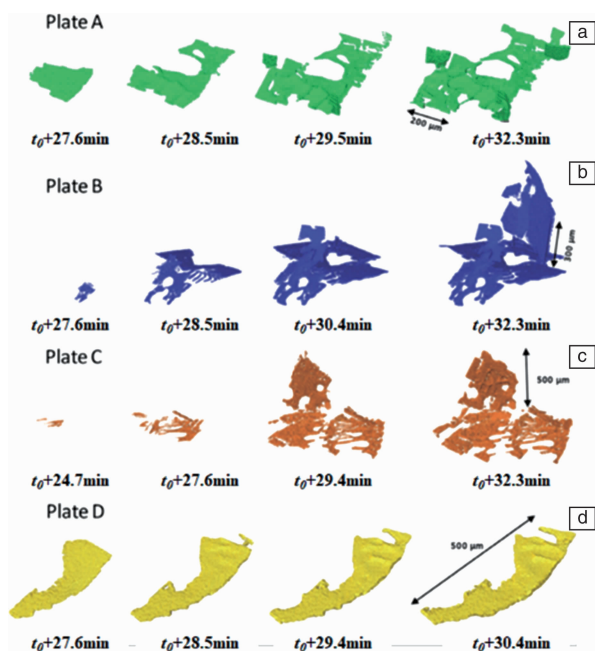 Plate A
a
t0+27.6min t0+28.5min t0+29.5min t0+32.3min
200 µm
Plate B
b
300 µm
t0+27.6min t0+28.5min t0+30.4min t0+32.3min
Plate C
c
500 µm
t0+24.7min t0+27.6min t0+29.4min t0+32.3min
Plate D
d
500 µm
t0+27.6min t0+28.5min t0+29.4min t0+30.4min